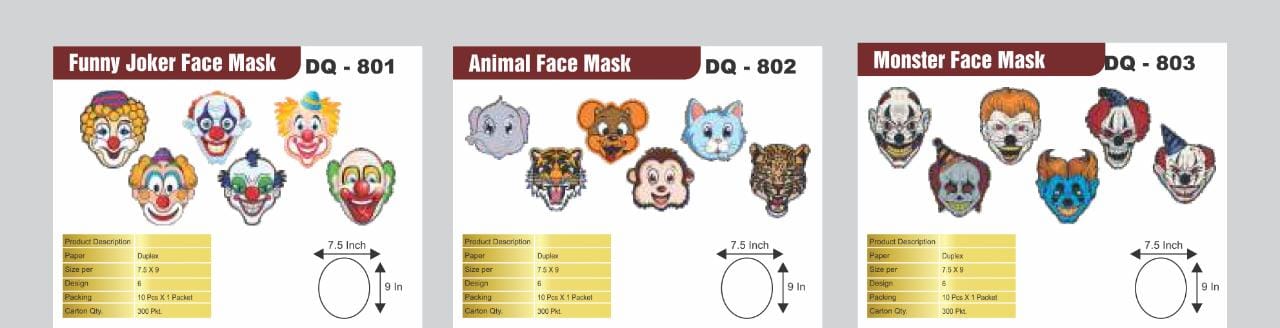 Funny Joker Face Mask
DQ - 801
Product Description
Paper Duplex
Size per 7.5 X 9
Design 6
Packing 10 Pcs X 1 Packet
Carton Qty. 300 Pkt.
7.5 Inch
9 In
Animal Face Mask
DQ - 802
Product Description
Paper Duplex
Size per 7.5 X 9
Design 6
Packing 10 Pcs X 1 Packet
Carton Qty. 300 Pkt.
7.5 Inch
9 In
Monster Face Mask
DQ - 803
Product Description
Paper Duplex
Size per 7.5 X 9
Design 6
Packing 10 Pcs X 1 Packet
Carton Qty. 300 Pkt.
7.5 Inch
9 In